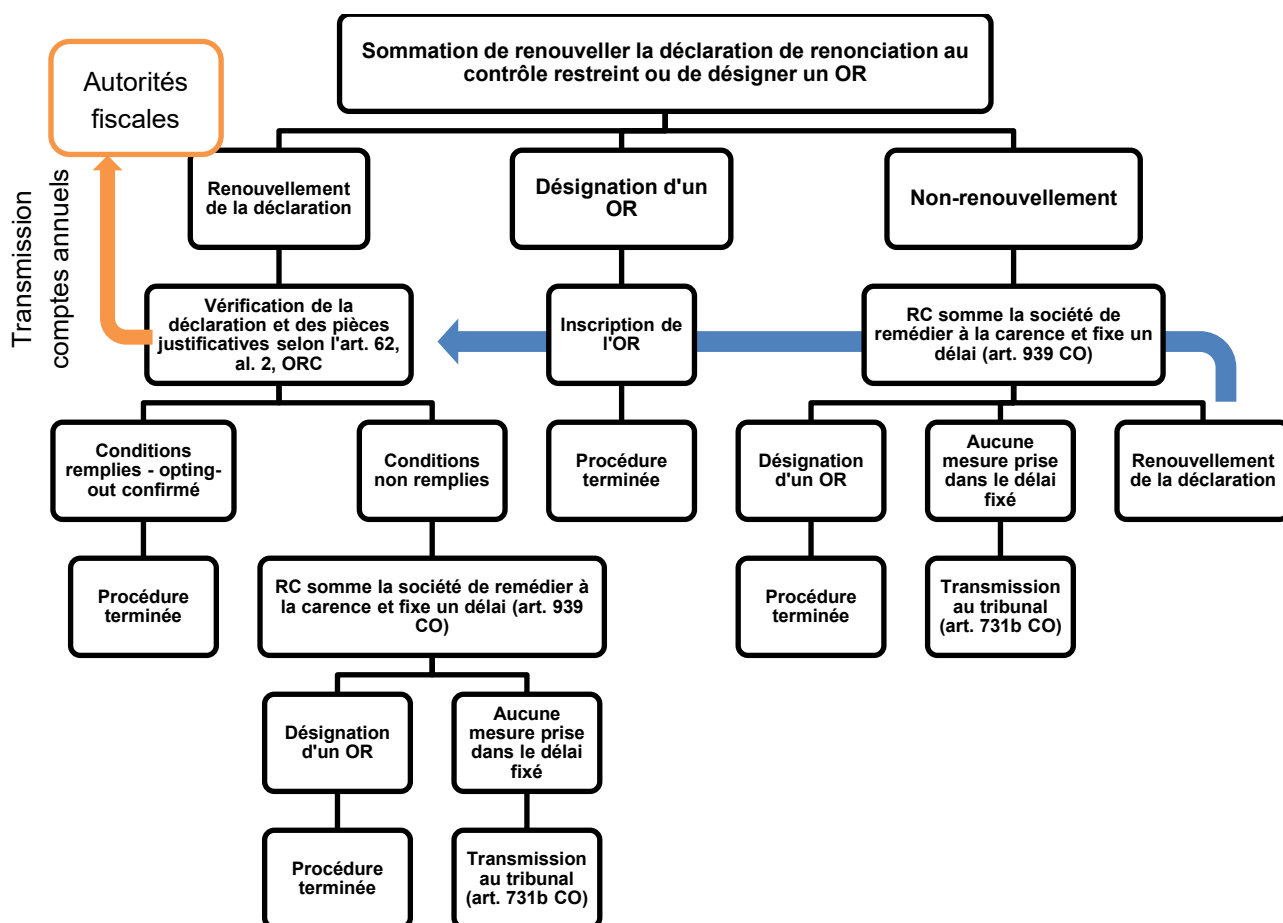 Sommation de renouveller la déclaration de renonciation au
contrôle restreint ou de désigner un OR
Autorités
fiscales
Transmission
comptes annuels
Renouvellement
de la déclaration
Désignation d'un
OR
Non-renouvellement
Vérification de la
déclaration et des pièces
justificatives selon l'art. 62,
al. 2, ORC
Inscription de
l'OR
RC somme la société de
remédier à la carence et fixe un
délai (art. 939 CO)
Conditions
remplies - opting-
out confirmé
Conditions
non remplies
Procédure
terminée
Désignation
d'un OR
Aucune
mesure prise
dans le délai
fixé
Renouvellement
de la déclaration
Procédure
terminée
RC somme la société de remédier à
la carence et fixe un délai (art. 939
CO)
Procédure
terminée
Transmission
au tribunal
(art. 731b CO)
Désignation
d'un OR
Aucune
mesure prise
dans le délai
fixé
Procédure
terminée
Transmission
au tribunal
(art. 731b CO)